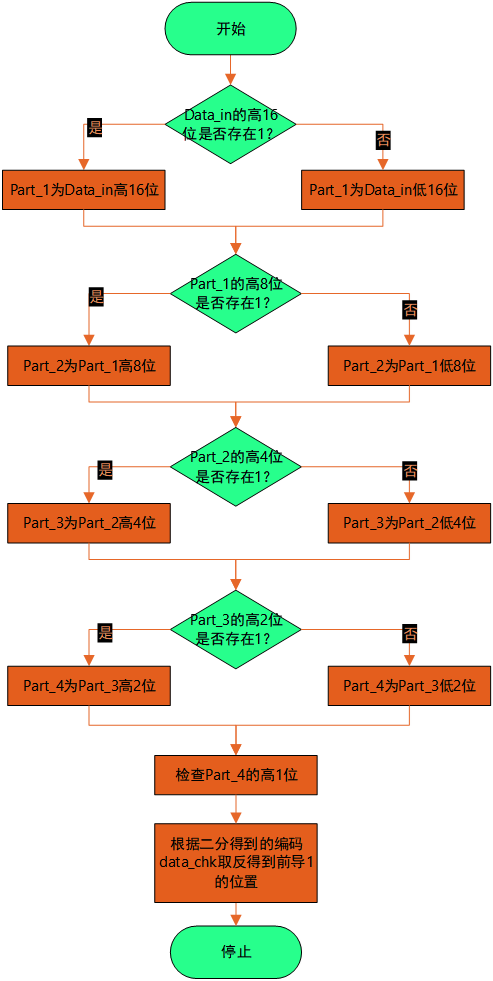 开始
Data_in的高16
位是否存在1?
是
否
Part_1为Data_in高16位
Part_1为Data_in低16位
Part_1的高8位
是否存在1?
是
否
Part_2为Part_1高8位
Part_2为Part_1低8位
Part_2的高4位
是否存在1?
是
否
Part_3为Part_2高4位
Part_3为Part_2低4位
Part_3的高2位
是否存在1?
是
否
Part_4为Part_3高2位
Part_4为Part_3低2位
检查Part_4的高1位
根据二分得到的编码
data_chk取反得到前导1
的位置
停止